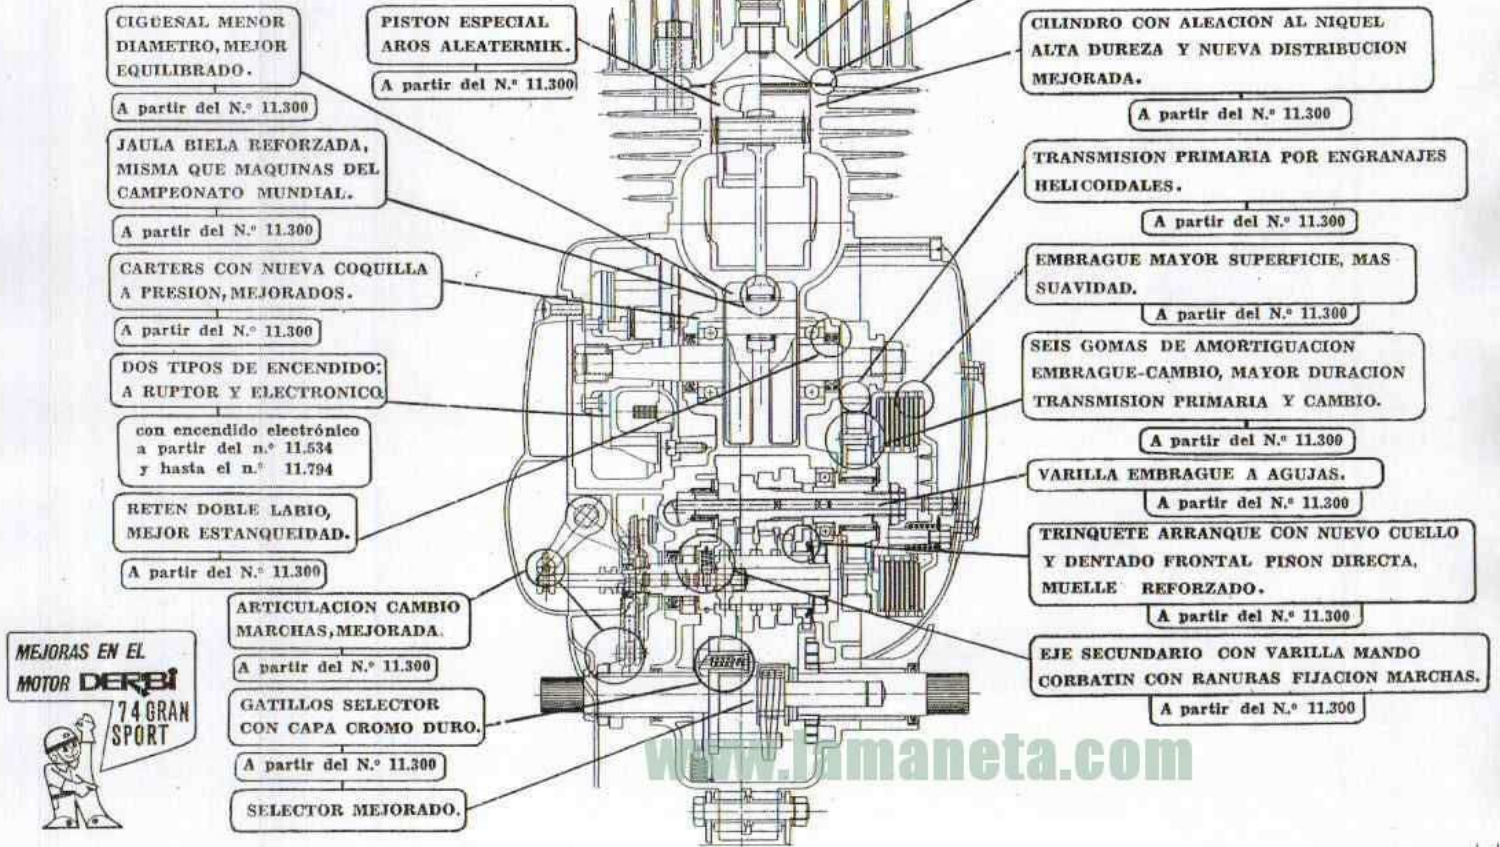 CIGÜEÑAL MENOR
DIAMETRO, MEJOR
EQUILIBRADO.
A partir del N.º 11.300
JAULA BIELA REFORZADA,
MISMA QUE MAQUINAS DEL
CAMPEONATO MUNDIAL.
A partir del N.º 11.300
CARTERS CON NUEVA COQUILLA
A PRESION, MEJORADOS.
A partir del N.º 11.300
DOS TIPOS DE ENCENDIDO:
A RUPTOR Y ELECTRONICO
con encendido electrónico
a partir del n.º 11.534
y hasta el n.º 11.794
RETEN DOBLE LABIO,
MEJOR ESTANQUEIDAD.
A partir del N.º 11.300
ARTICULACION CAMBIO
MARCHAS, MEJORADA.
A partir del N.º 11.300
GATILLOS SELECTOR
CON CAPA CROMO DURO.
A partir del N.º 11.300
SELECTOR MEJORADO.
MEJORAS EN EL
MOTOR DERBI
74 GRAN
SPORT
PISTON ESPECIAL
AROS ALEATERMIK.
A partir del N.º 11.300
CILINDRO CON ALEACION AL NIQUEL
ALTA DUREZA Y NUEVA DISTRIBUCION
MEJORADA.
A partir del N.º 11.300
TRANSMISION PRIMARIA POR ENGRANAJES
HELICOIDALES.
A partir del N.º 11.300
EMBRAGUE MAYOR SUPERFICIE, MAS
SUAVIDAD.
A partir del N.º 11.300
SEIS GOMAS DE AMORTIGUACION
EMBRAGUE-CAMBIO, MAYOR DURACION
TRANSMISION PRIMARIA Y CAMBIO.
A partir del N.º 11.300
VARILLA EMBRAGUE A AGUJAS.
A partir del N.º 11.300
TRINQUETE ARRANQUE CON NUEVO CUELLO
Y DENTADO FRONTAL PIÑON DIRECTA,
MUELLE REFORZADO.
A partir del N.º 11.300
EJE SECUNDARIO CON VARILLA MANDO
CORBATIN CON RANURAS FIJACION MARCHAS.
A partir del N.º 11.300
www.lamaneta.com